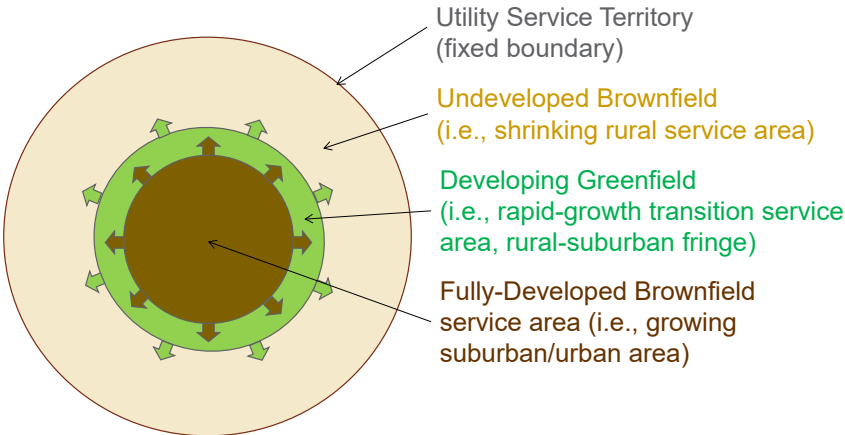 Utility Service Territory
(fixed boundary)
Undeveloped Brownfield
(i.e., shrinking rural service area)
Developing Greenfield
(i.e., rapid-growth transition service
area, rural-suburban fringe)
Fully-Developed Brownfield
service area (i.e., growing
suburban/urban area)